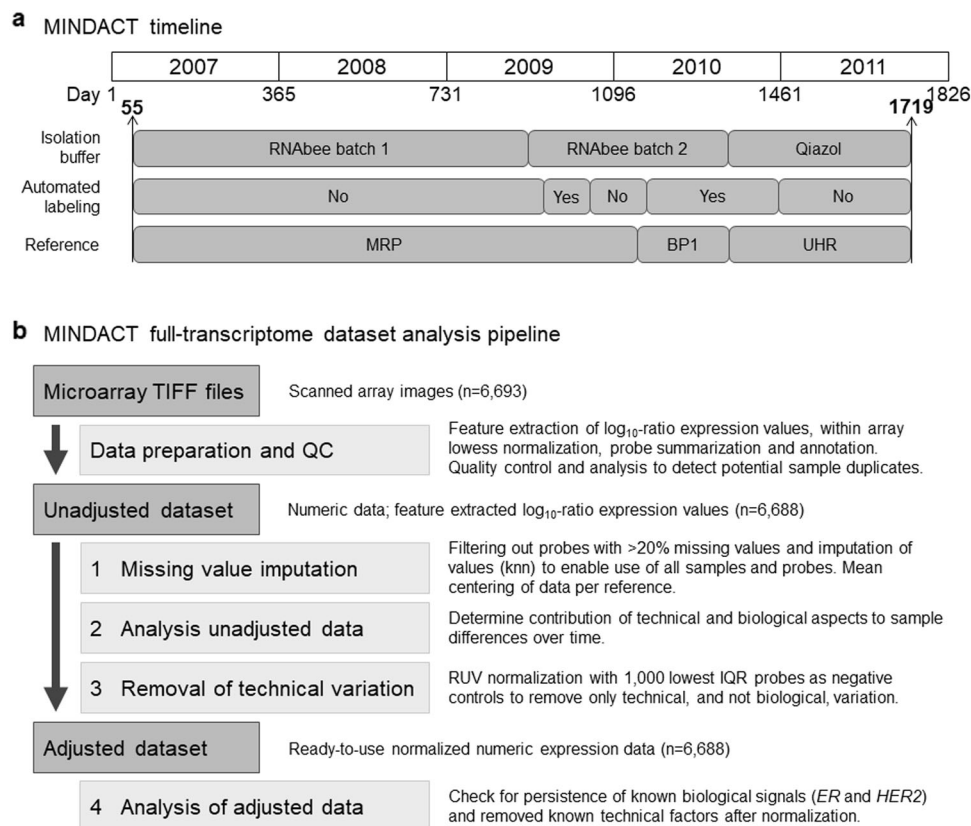 a MINDACT timeline
2007 2008 2009 2010 2011
Day 1 365 731 1096 1461 1826
55 1719
Isolation buffer RNAbee batch 1 RNAbee batch 2 Qiazol
Automated labeling No Yes No Yes No
Reference MRP BP1 UHR
b MINDACT full-transcriptome dataset analysis pipeline
Microarray TIFF files Scanned array images (n=6,693)
Data preparation and QC
Feature extraction of log₁₀-ratio expression values, within array
lowess normalization, probe summarization and annotation.
Quality control and analysis to detect potential sample duplicates.
Unadjusted dataset Numeric data; feature extracted log₁₀-ratio expression values (n=6,688)
1 Missing value imputation
Filtering out probes with >20% missing values and imputation of
values (knn) to enable use of all samples and probes. Mean
centering of data per reference.
2 Analysis unadjusted data
Determine contribution of technical and biological aspects to sample
differences over time.
3 Removal of technical variation
RUV normalization with 1,000 lowest IQR probes as negative
controls to remove only technical, and not biological, variation.
Adjusted dataset Ready-to-use normalized numeric expression data (n=6,688)
4 Analysis of adjusted data
Check for persistence of known biological signals (ER and HER2)
and removed known technical factors after normalization.